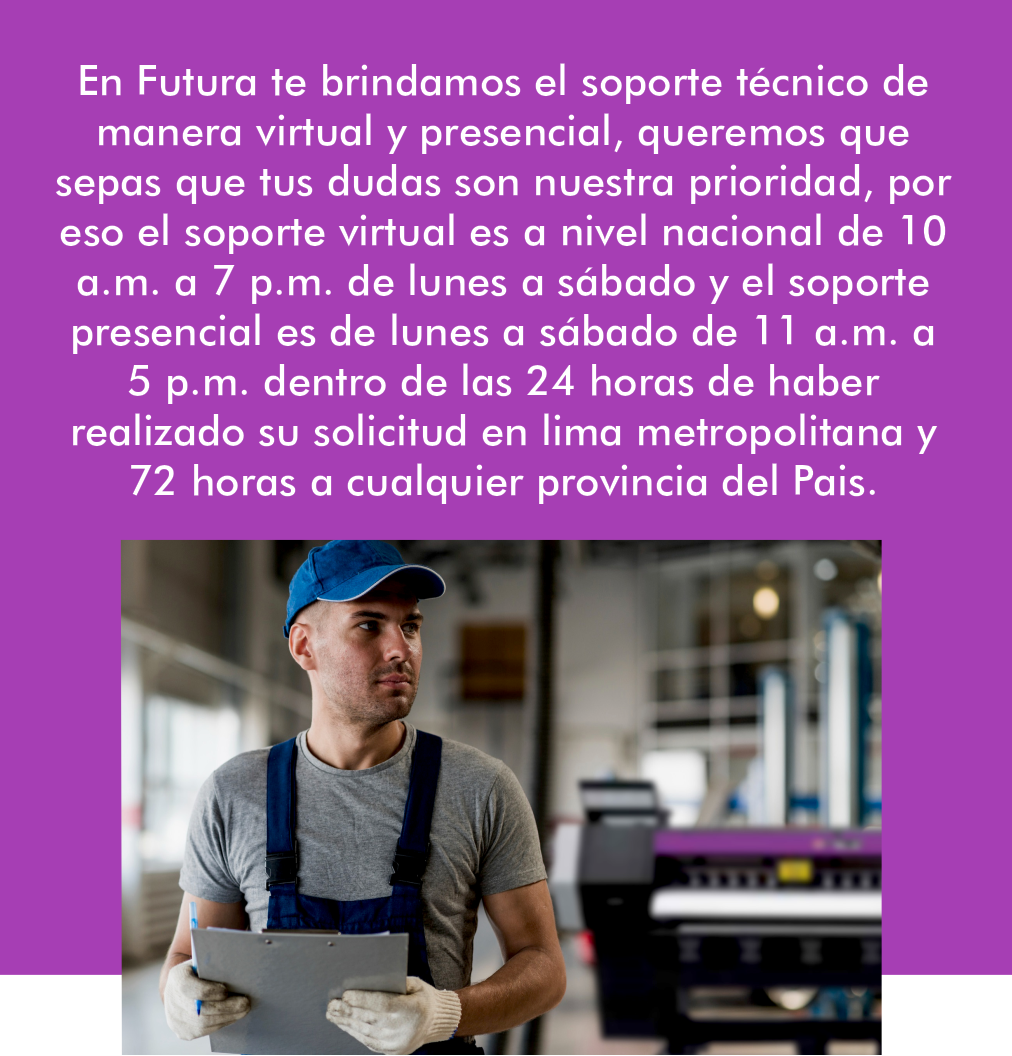 En Futura te brindamos el soporte técnico de
manera virtual y presencial, queremos que
sepas que tus dudas son nuestra prioridad, por
eso el soporte virtual es a nivel nacional de 10
a.m. a 7 p.m. de lunes a sábado y el soporte
presencial es de lunes a sábado de 11 a.m. a
5 p.m. dentro de las 24 horas de haber
realizado su solicitud en lima metropolitana y
72 horas a cualquier provincia del Pais.